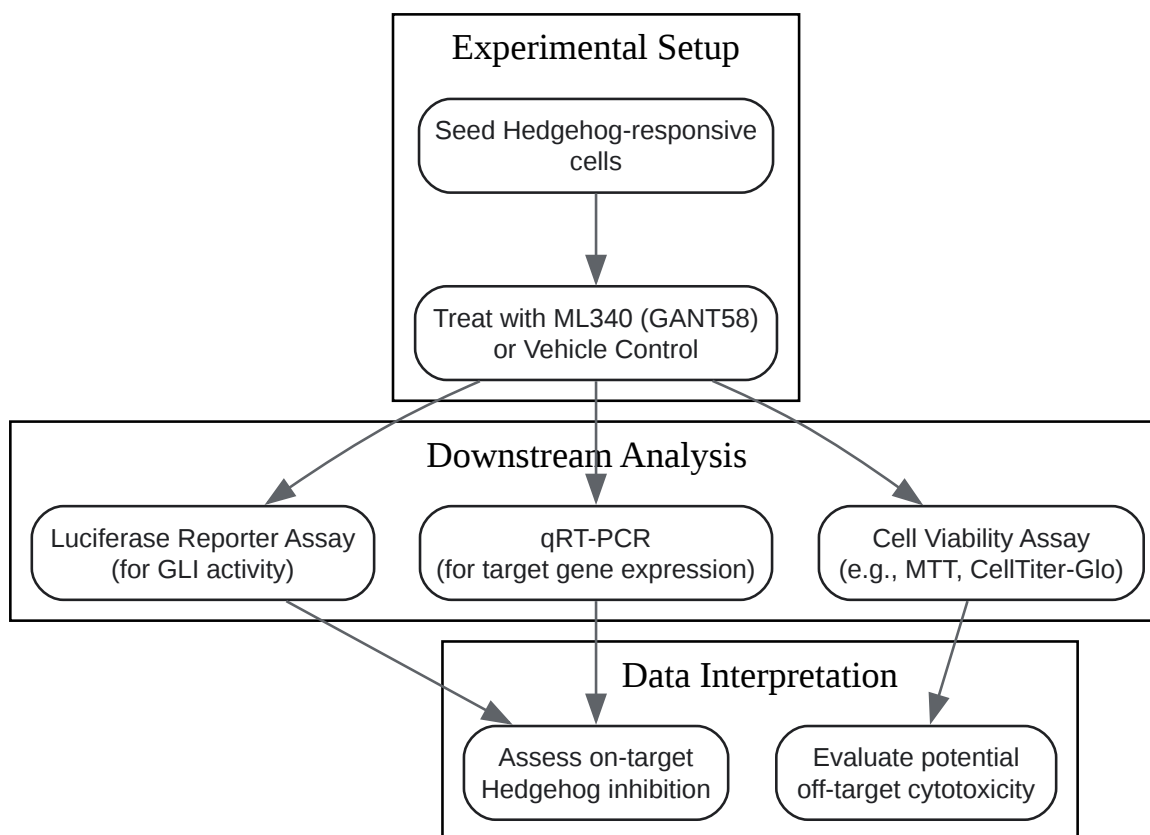 Experimental Setup
Seed Hedgehog-responsive
cells
Treat with ML340 (GANT58)
or Vehicle Control
Downstream Analysis
Luciferase Reporter Assay
(for GLI activity)
qRT-PCR
(for target gene expression)
Cell Viability Assay
(e.g., MTT, CellTiter-Glo)
Data Interpretation
Assess on-target
Hedgehog inhibition
Evaluate potential
off-target cytotoxicity